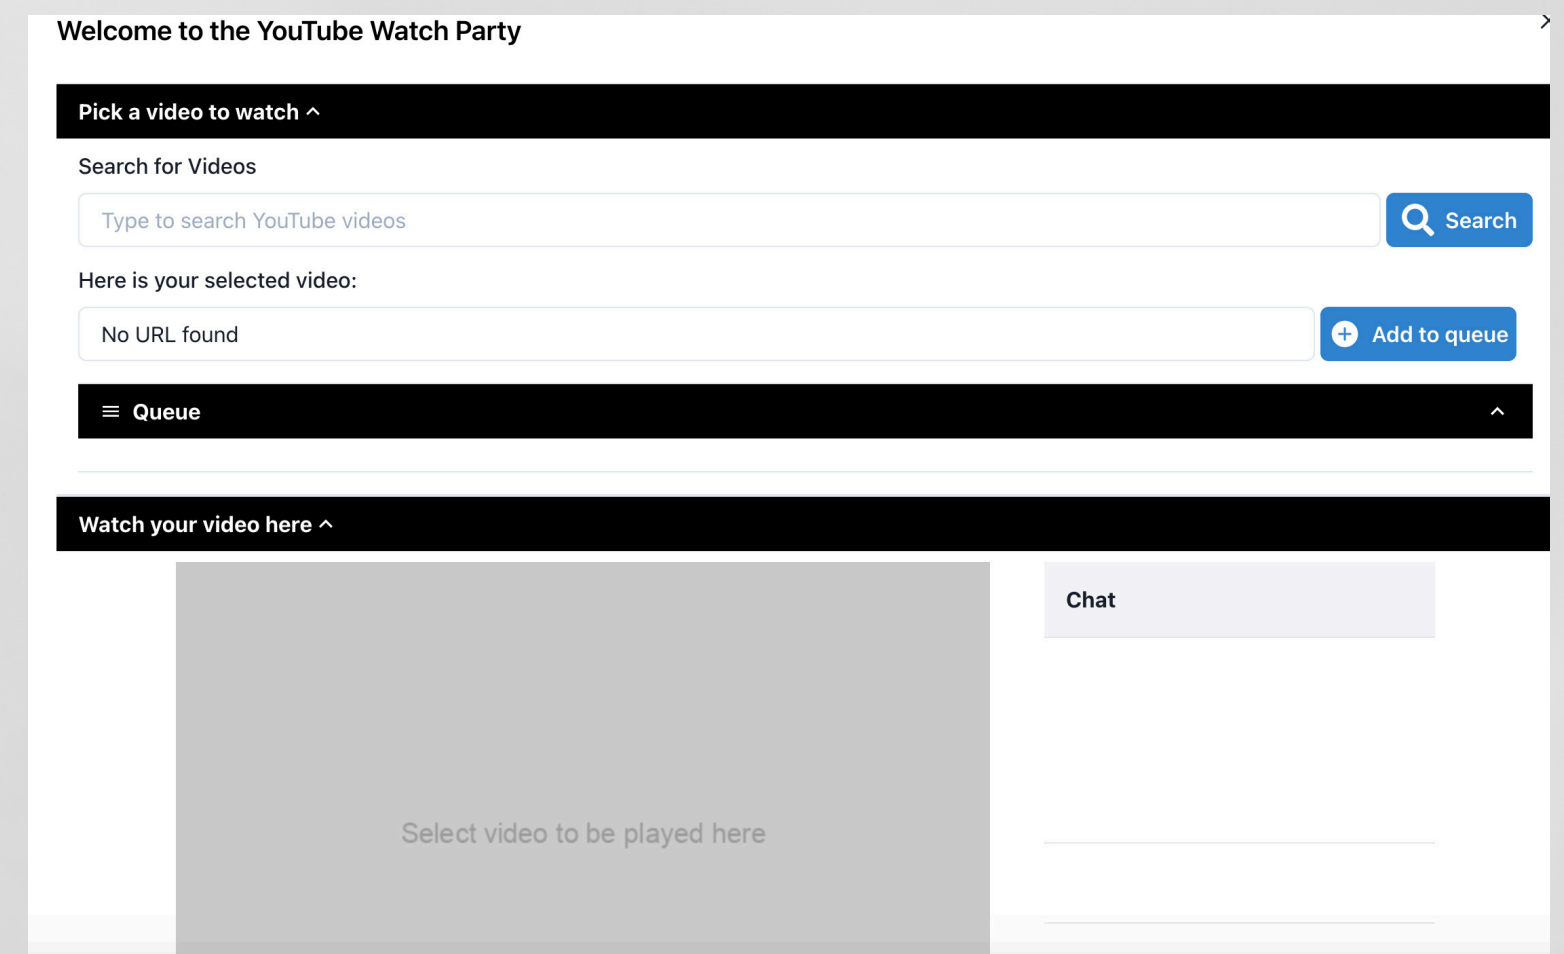 Welcome to the YouTube Watch Party
Pick a video to watch
Search for Videos
Type to search YouTube videos
Search
Here is your selected video:
No URL found
Add to queue
Queue
Watch your video here
Chat
Select video to be played here